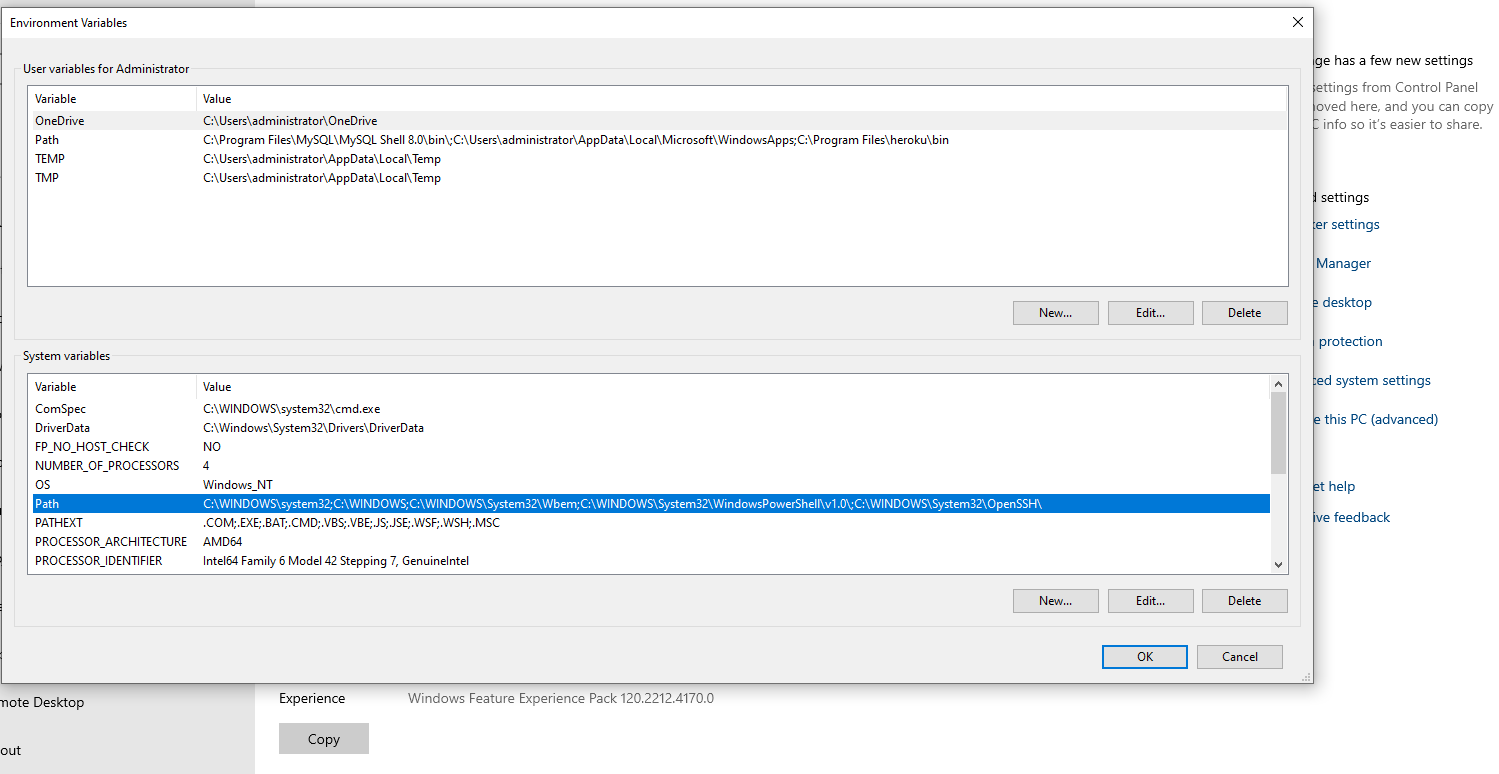 Environment Variables
User variables for Administrator
Variable Value
OneDrive C:\Users\administrator\OneDrive
Path C:\Program Files\MySQL\MySQL Shell 8.0\bin\;C:\Users\administrator\AppData\Local\Microsoft\WindowsApps;C:\Program Files\heroku\bin
TEMP C:\Users\administrator\AppData\Local\Temp
TMP C:\Users\administrator\AppData\Local\Temp
New... Edit... Delete
System variables
Variable Value
ComSpec C:\WINDOWS\system32\cmd.exe
DriverData C:\Windows\System32\Drivers\DriverData
FP_NO_HOST_CHECK NO
NUMBER_OF_PROCESSORS 4
OS Windows_NT
Path C:\WINDOWS\system32;C:\WINDOWS;C:\WINDOWS\System32\Wbem;C:\WINDOWS\System32\WindowsPowerShell\v1.0\;C:\WINDOWS\System32\OpenSSH\
PATHEXT .COM;.EXE;.BAT;.CMD;.VBS;.VBE;.JS;.JSE;.WSF;.WSH;.MSC
PROCESSOR_ARCHITECTURE AMD64
PROCESSOR_IDENTIFIER Intel64 Family 6 Model 42 Stepping 7, GenuineIntel
New... Edit... Delete
OK Cancel
ge has a few new settings
settings from Control Panel
moved here, and you can copy
C info so it's easier to share.
d settings
ker settings
Manager
e desktop
protection
ced system settings
e this PC (advanced)
et help
ive feedback
mote Desktop
out
Experience Windows Feature Experience Pack 120.2212.4170.0
Copy